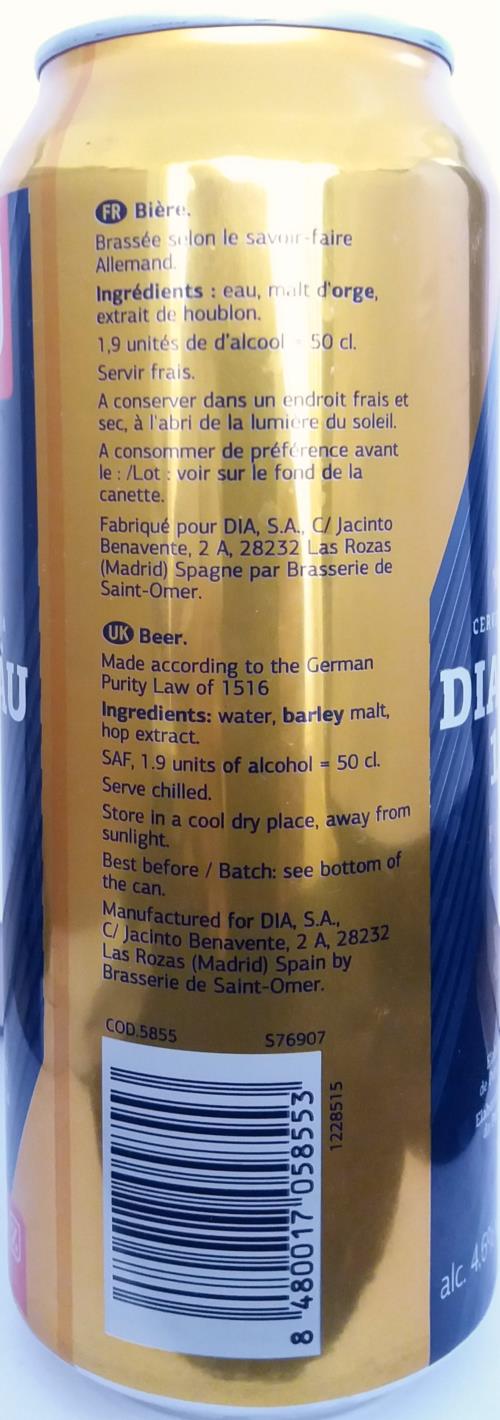 FR Bière.
Brassée selon le savoir-faire
Allemand.
Ingrédients : eau, malt d'orge,
extrait de houblon.
1,9 unités de d'alcool = 50 cl.
Servir frais.
A conserver dans un endroit frais et
sec, à l'abri de la lumière du soleil.
A consommer de préférence avant
le : /Lot : voir sur le fond de la
canette.
Fabriqué pour DIA, S.A., C/ Jacinto
Benavente, 2 A, 28232 Las Rozas
(Madrid) Spagne par Brasserie de
Saint-Omer.
UK Beer.
Made according to the German
Purity Law of 1516
Ingredients: water, barley malt,
hop extract.
SAF, 1.9 units of alcohol = 50 cl.
Serve chilled.
Store in a cool dry place, away from
sunlight.
Best before / Batch: see bottom of
the can.
Manufactured for DIA, S.A.,
C/ Jacinto Benavente, 2 A, 28232
Las Rozas (Madrid) Spain by
Brasserie de Saint-Omer.
COD.5855 S76907
8 480017 058553
1228515
alc. 4,6